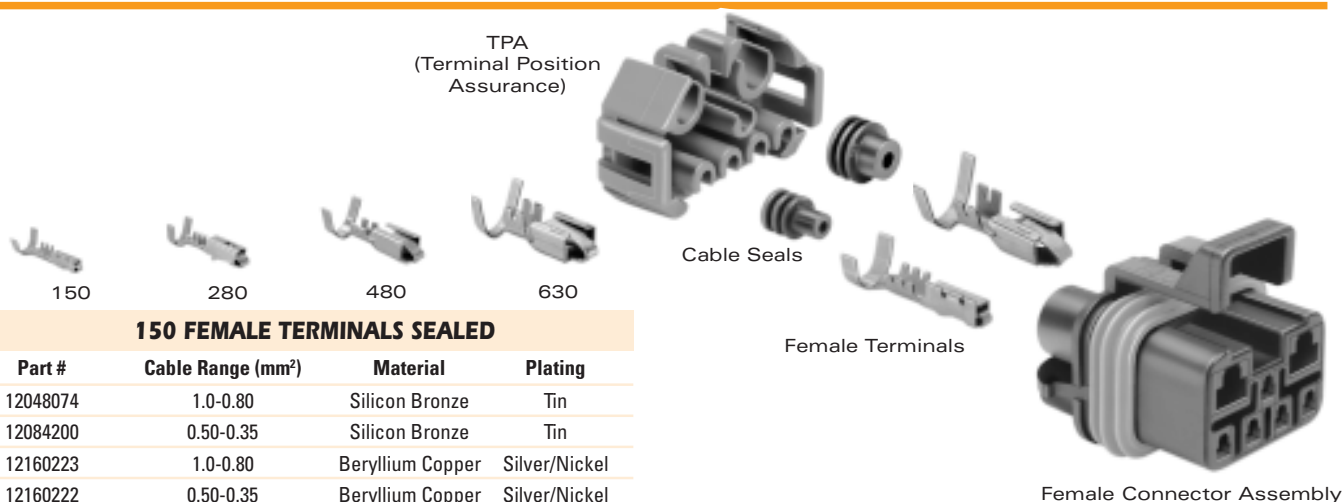 TPA
(Terminal Position
Assurance)
Cable Seals
150 280 480 630
Female Terminals
Female Connector Assembly
150 FEMALE TERMINALS SEALED
Part # Cable Range (mm²) Material Plating
12048074 1.0-0.80 Silicon Bronze Tin
12084200 0.50-0.35 Silicon Bronze Tin
12160223 1.0-0.80 Beryllium Copper Silver/Nickel
12160222 0.50-0.35 Beryllium Copper Silver/Nickel